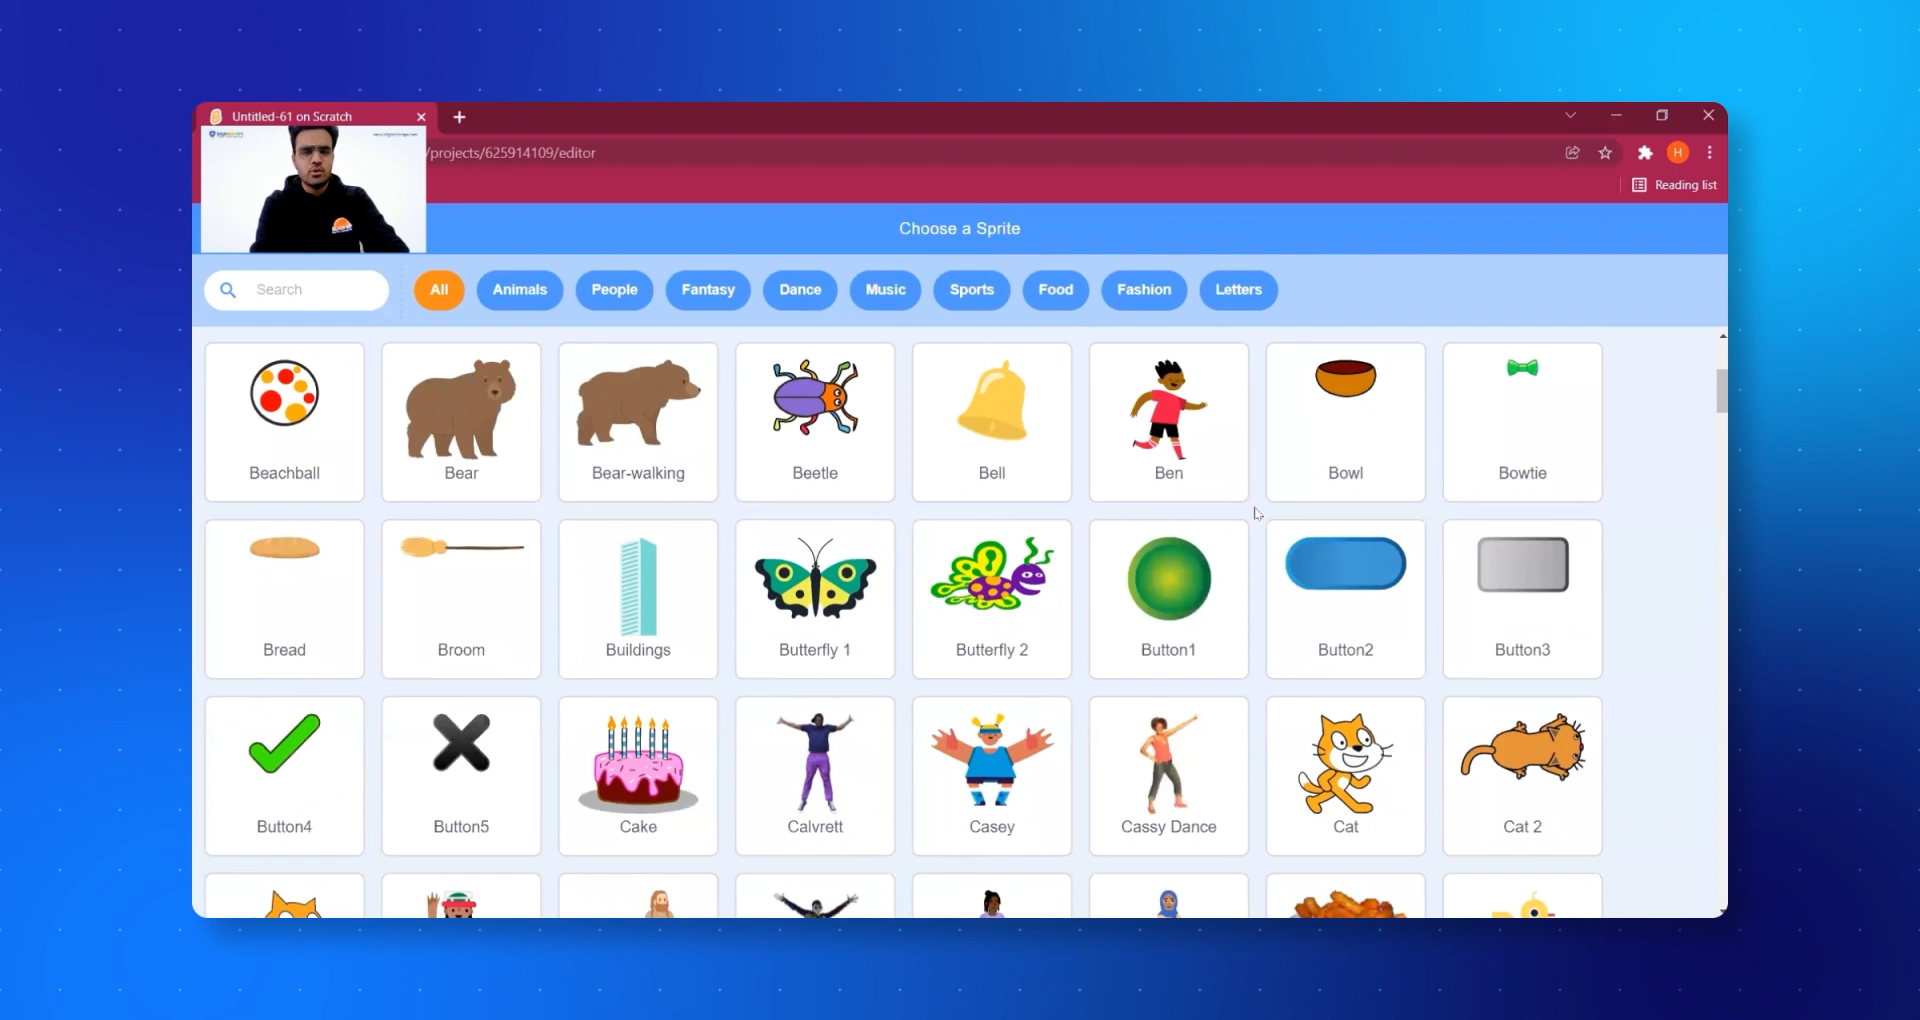 Untitled-61 on Scratch
/projects/625914109/editor
H
Reading list
Choose a Sprite
Search
All
Animals
People
Fantasy
Dance
Music
Sports
Food
Fashion
Letters
Beachball
Bear
Bear-walking
Beetle
Bell
Ben
Bowl
Bowtie
Bread
Broom
Buildings
Butterfly 1
Butterfly 2
Button1
Button2
Button3
Button4
Button5
Cake
Calvrett
Casey
Cassy Dance
Cat
Cat 2